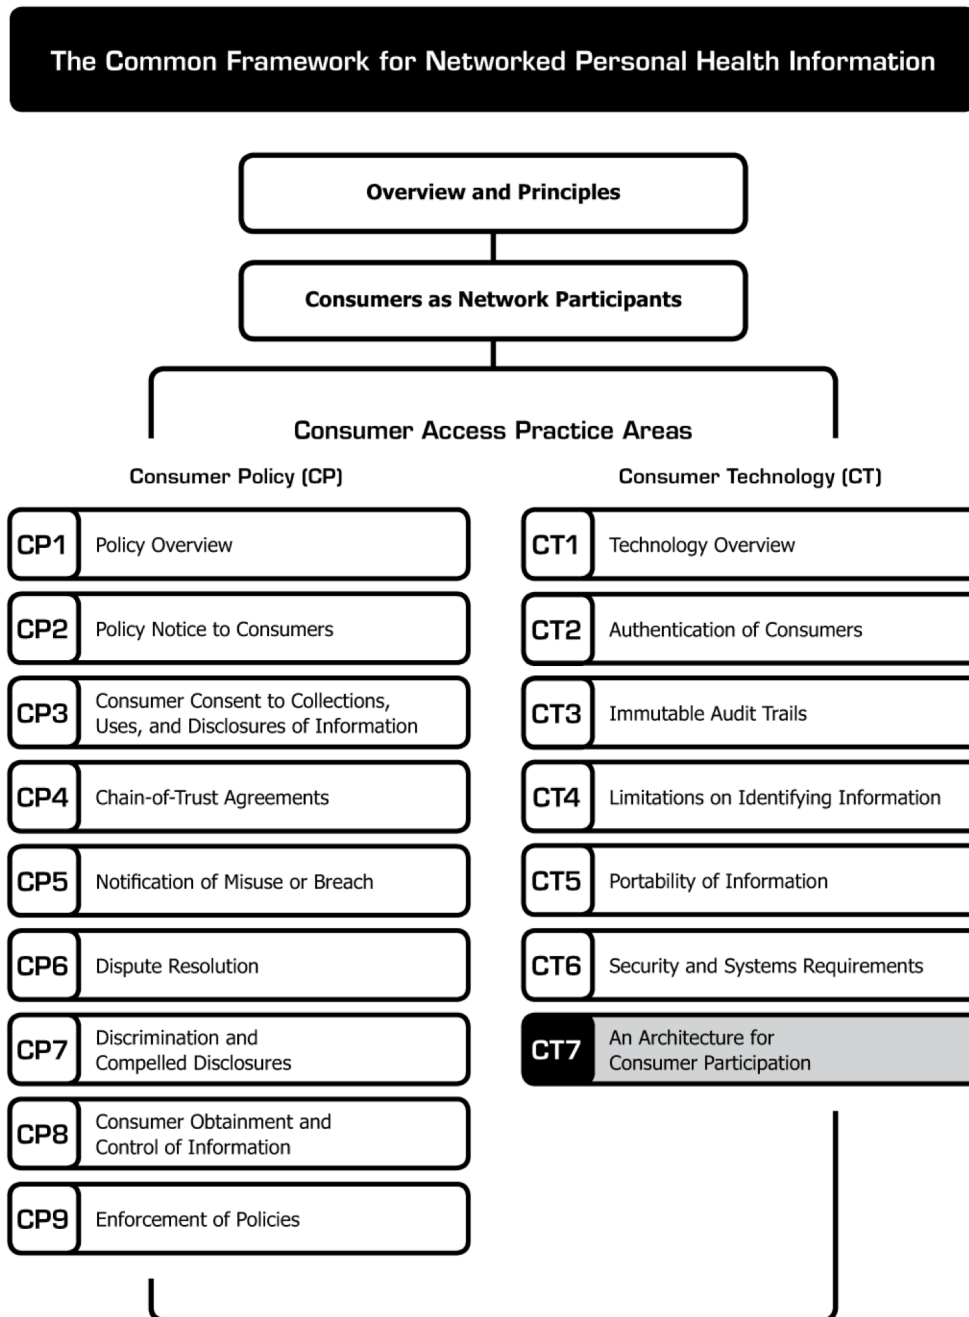 The Common Framework for Networked Personal Health Information
Overview and Principles
Consumers as Network Participants
Consumer Access Practice Areas
Consumer Policy (CP)
CP1 Policy Overview
CP2 Policy Notice to Consumers
CP3 Consumer Consent to Collections,
Uses, and Disclosures of Information
CP4 Chain-of-Trust Agreements
CP5 Notification of Misuse or Breach
CP6 Dispute Resolution
CP7 Discrimination and
Compelled Disclosures
CP8 Consumer Obtainment and
Control of Information
CP9 Enforcement of Policies
Consumer Technology (CT)
CT1 Technology Overview
CT2 Authentication of Consumers
CT3 Immutable Audit Trails
CT4 Limitations on Identifying Information
CT5 Portability of Information
CT6 Security and Systems Requirements
CT7 An Architecture for
Consumer Participation